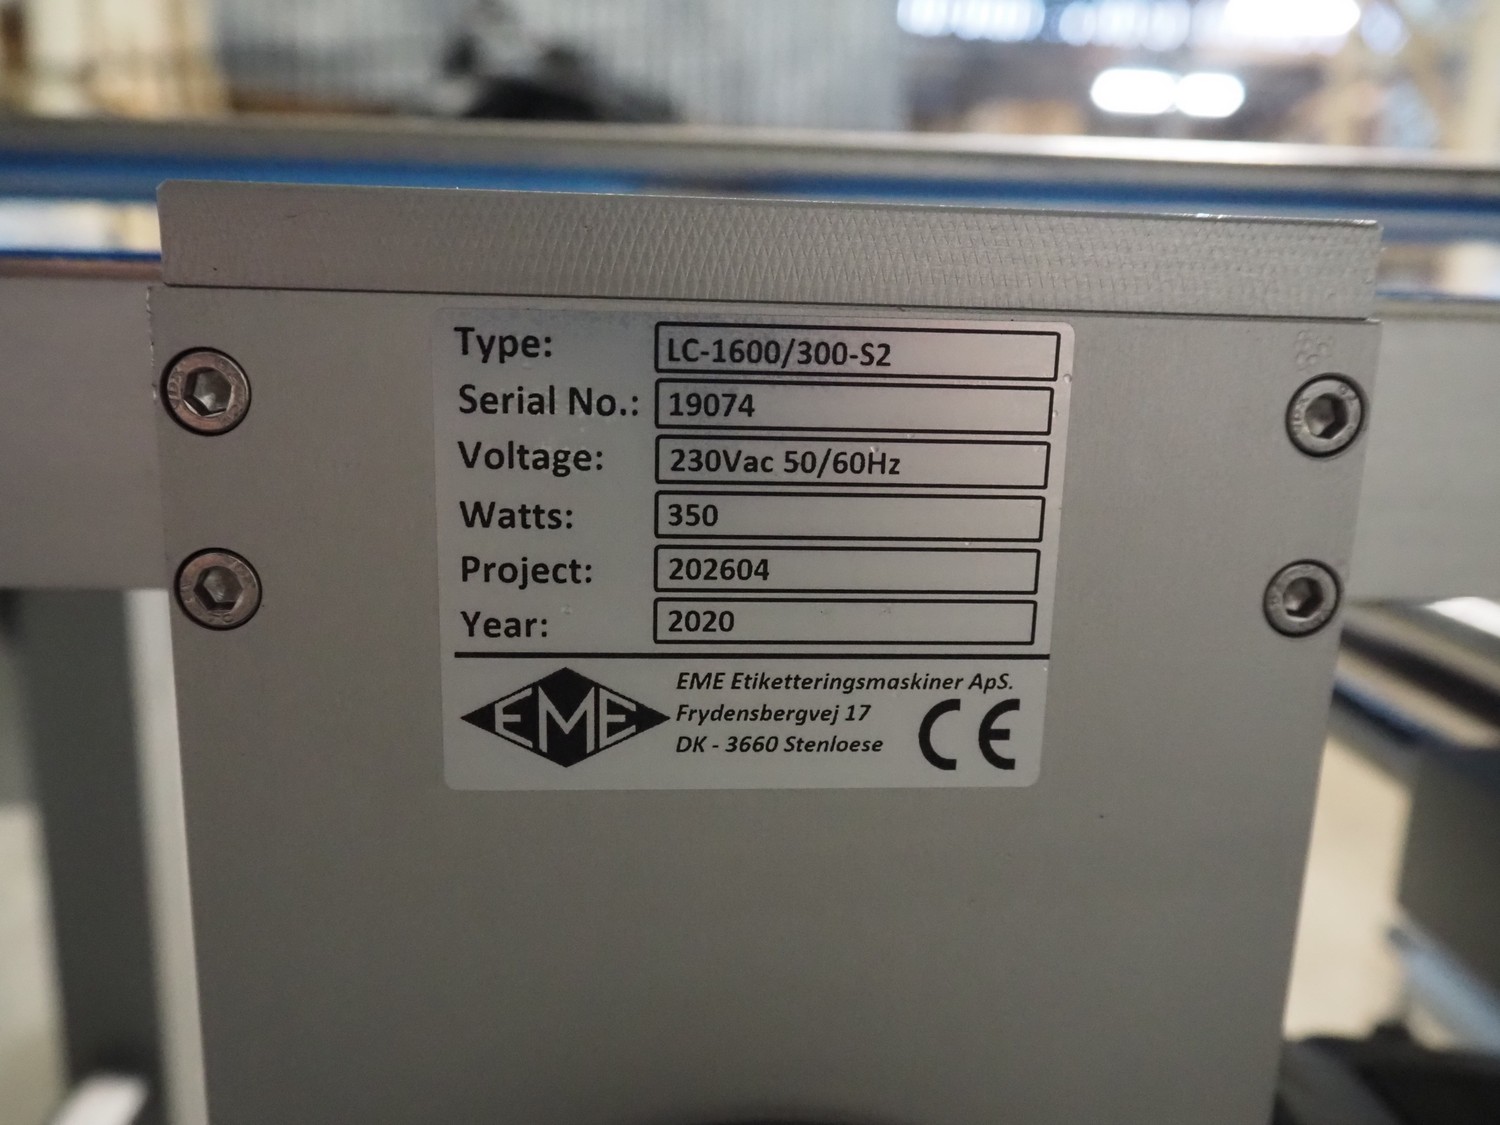 Type: LC-1600/300-S2
Serial No.: 19074
Voltage: 230Vac 50/60Hz
Watts: 350
Project: 202604
Year: 2020
EME
EME Etiketteringsmaskiner ApS.
Frydensbergvej 17
DK - 3660 Stenloese
CE